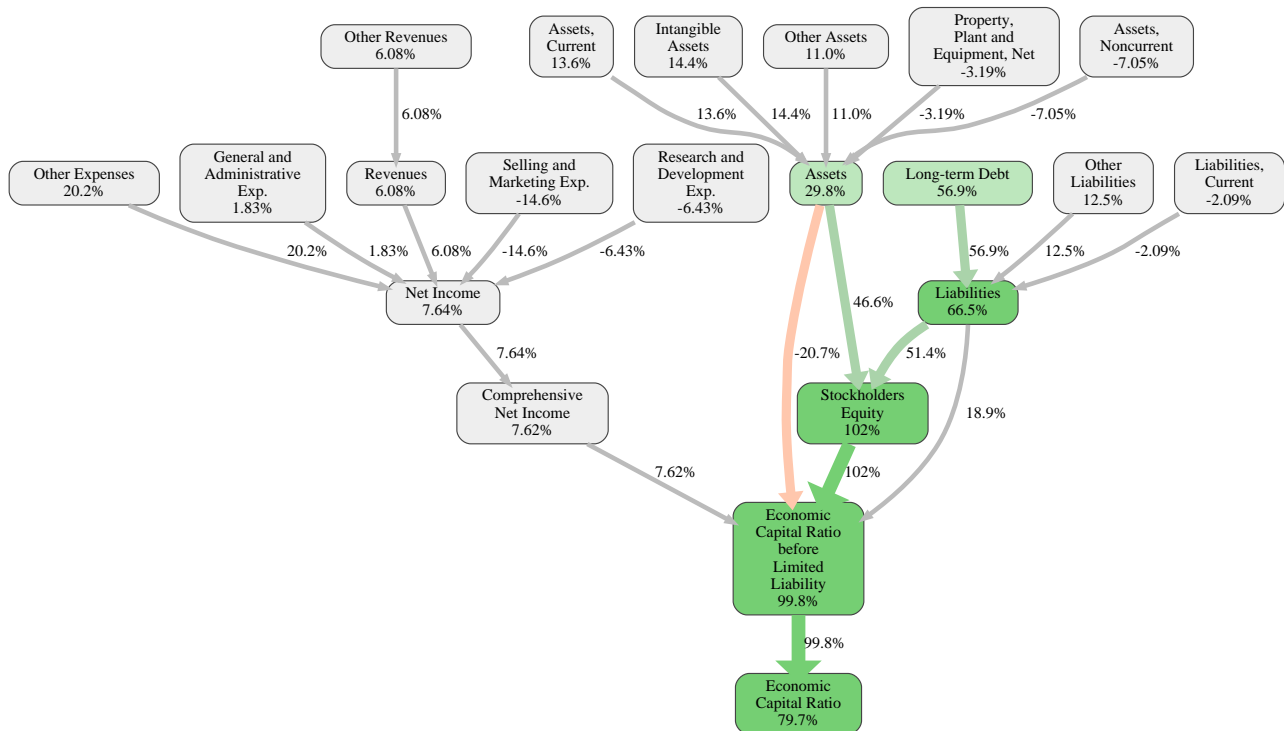 Other Revenues
6.08%
Assets,
Current
13.6%
Intangible
Assets
14.4%
Other Assets
11.0%
Property,
Plant and
Equipment, Net
-3.19%
Assets,
Noncurrent
-7.05%
6.08%
13.6%
14.4%
11.0%
-3.19%
-7.05%
Other Expenses
20.2%
General and
Administrative
Exp.
1.83%
Revenues
6.08%
Selling and
Marketing Exp.
-14.6%
Research and
Development
Exp.
-6.43%
Assets
29.8%
Long-term Debt
56.9%
Other
Liabilities
12.5%
Liabilities,
Current
-2.09%
20.2%
1.83%
6.08%
-14.6%
-6.43%
56.9%
12.5%
-2.09%
Net Income
7.64%
Liabilities
66.5%
46.6%
7.64%
-20.7%
51.4%
Comprehensive
Net Income
7.62%
Stockholders
Equity
102%
18.9%
7.62%
102%
Economic
Capital Ratio
before
Limited
Liability
99.8%
99.8%
Economic
Capital Ratio
79.7%